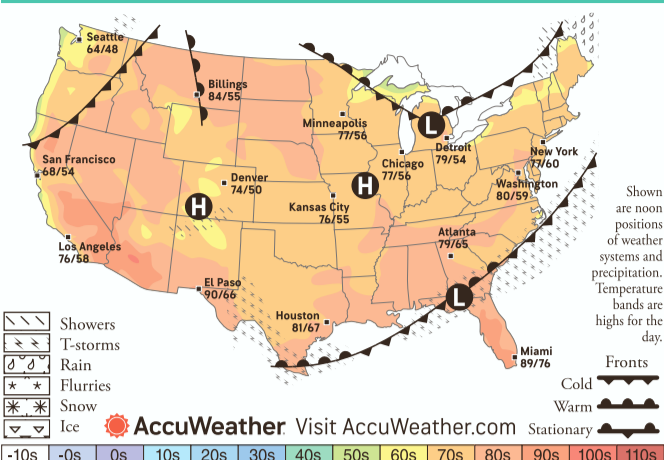 Seattle
64/48
Billings
84/55
Minneapolis
77/56
L
Detroit
79/54
New York
77/60
San Francisco
68/54
Denver
74/50
H
H
Chicago
77/56
Kansas City
76/55
Washington
80/59
Los Angeles
76/58
Atlanta
79/65
El Paso
90/66
L
Houston
81/67
Miami
89/76
Shown
are noon
positions
of weather
systems and
precipitation.
Temperature
bands are
highs for the
day.
Showers
T-storms
Rain
Flurries
Snow
Ice
Fronts
Cold
Warm
Stationary
AccuWeather Visit AccuWeather.com
-10s -0s 0s 10s 20s 30s 40s 50s 60s 70s 80s 90s 100s 110s